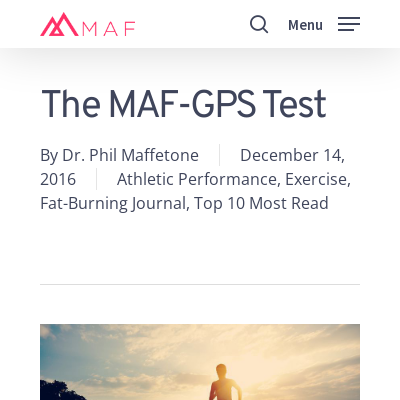 MAF
Menu
The MAF-GPS Test
By Dr. Phil Maffetone
December 14,
2016
Athletic Performance, Exercise,
Fat-Burning Journal, Top 10 Most Read